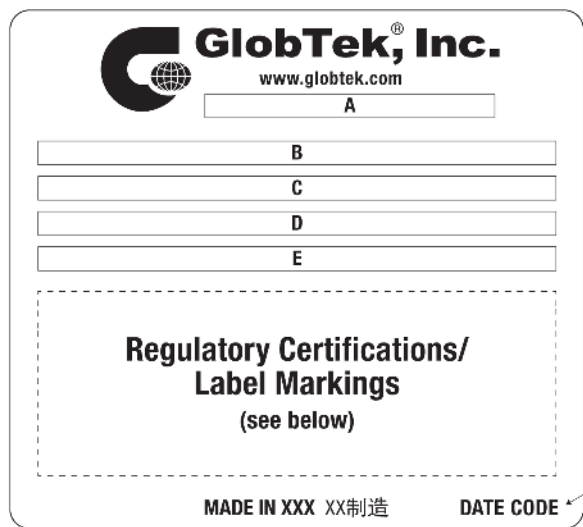 GlobTek,® Inc.
www.globtek.com
A
B
C
D
E
Regulatory Certifications/
Label Markings
(see below)
MADE IN XXX XX制造 DATE CODE